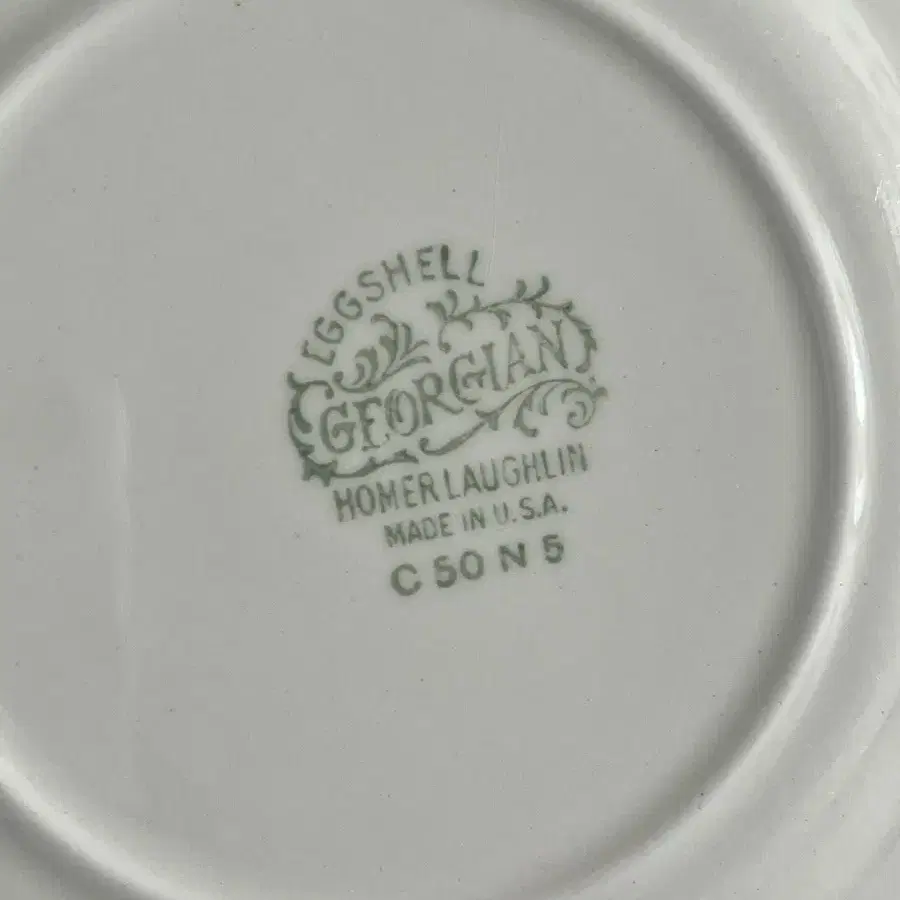 EGGSHELL
GEORGIAN
HOMER LAUGHLIN
MADE IN U.S.A.
C 50 N 5